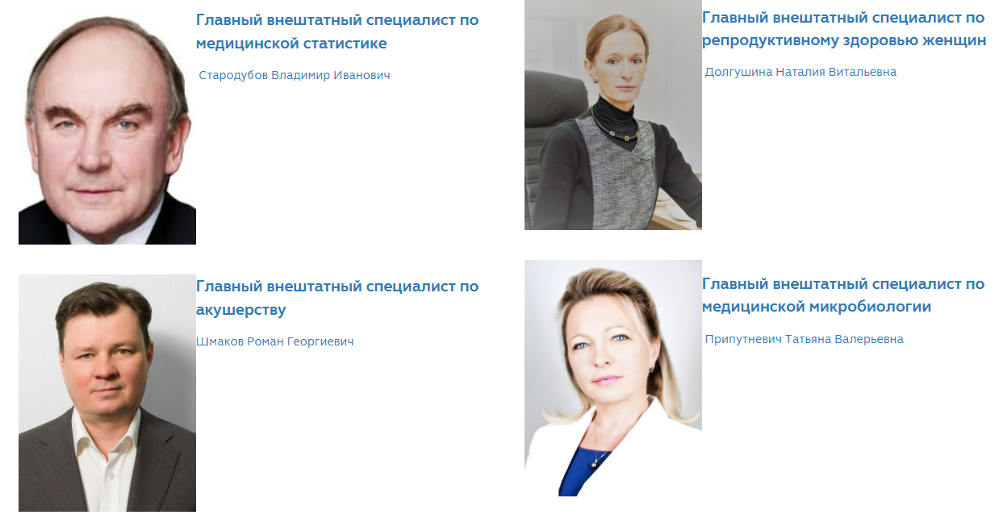 Главный внештатный специалист по
медицинской статистике
Стародубов Владимир Иванович
Главный внештатный специалист по
репродуктивному здоровью женщин
Долгушина Наталия Витальевна
Главный внештатный специалист по
акушерству
Шмаков Роман Георгиевич
Главный внештатный специалист по
медицинской микробиологии
Припутневич Татьяна Валерьевна